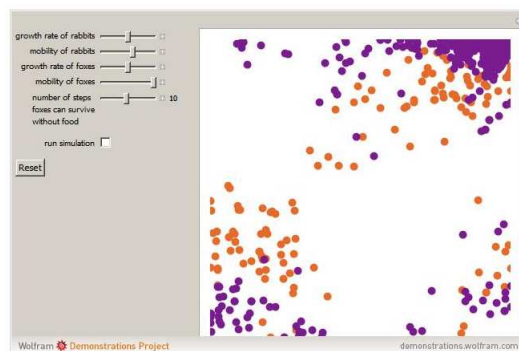 growth rate of rabbits
mobility of rabbits
growth rate of foxes
mobility of foxes
number of steps 10
foxes can survive
without food
run simulation
Reset
Wolfram Demonstrations Project
demonstrations.wolfram.com